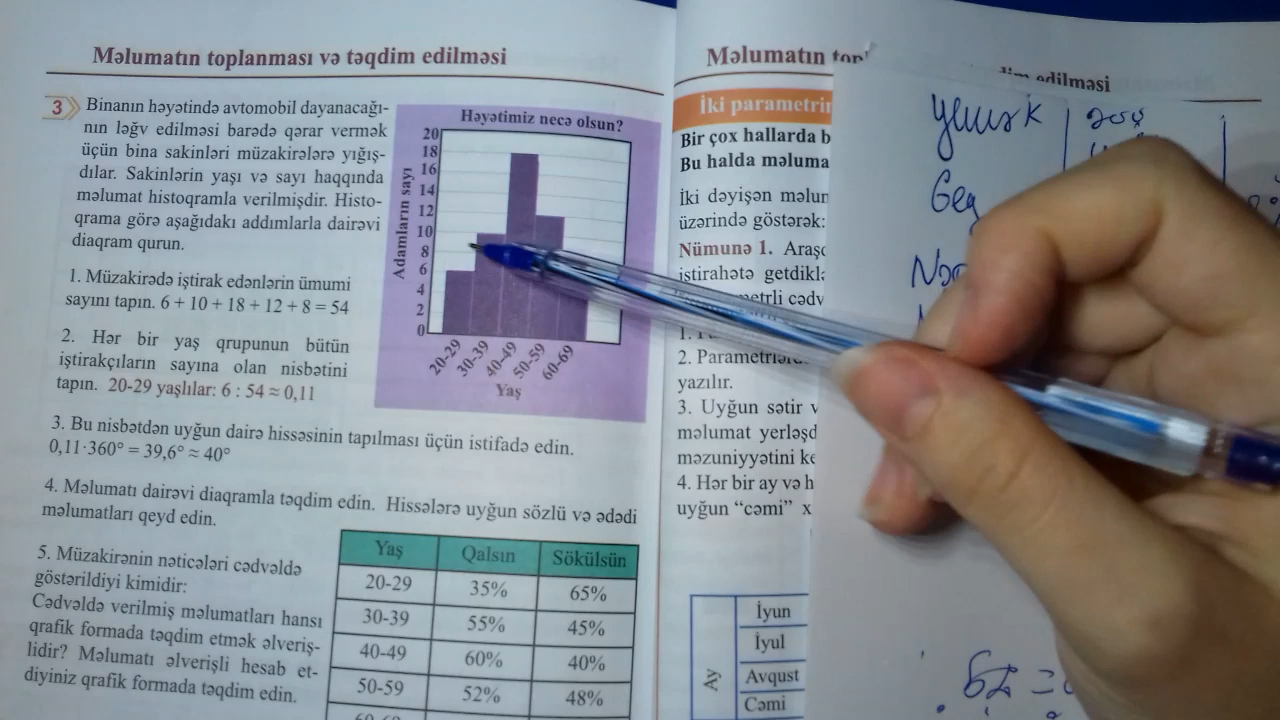 Məlumatın toplanması və təqdim edilməsi
3
Binanın həyətində avtomobil dayanacağı-
nın ləğv edilməsi barədə qərar vermək
üçün bina sakinləri müzakirələrə yığış-
dılar. Sakinlərin yaşı və sayı haqqında
məlumat histoqramla verilmişdir. Histo-
qrama görə aşağıdakı addımlarla dairəvi
diaqram qurun.
1. Müzakirədə iştirak edənlərin ümumi
sayını tapın. 6 + 10 + 18 + 12 + 8 = 54
2. Hər bir yaş qrupunun bütün
iştirakçıların sayına olan nisbətini
tapın. 20-29 yaşlılar: 6 : 54 ≈ 0,11
Həyətimiz necə olsun?
Adamların sayı
20
18
16
14
12
10
8
6
4
2
0
20-29
30-39
40-49
50-59
60-69
Yaş
3. Bu nisbətdən uyğun dairə hissəsinin tapılması üçün istifadə edin.
0,11·360° = 39,6° ≈ 40°
4. Məlumatı dairəvi diaqramla təqdim edin. Hissələrə uyğun sözlü və ədədi
məlumatları qeyd edin.
5. Müzakirənin nəticələri cədvəldə
göstərildiyi kimidir:
Cədvəldə verilmiş məlumatları hansı
qrafik formada təqdim etmək əlveriş-
lidir? Məlumatı əlverişli hesab et-
diyiniz qrafik formada təqdim edin.
Yaş Qalsın Sökülsün
20-29 35% 65%
30-39 55% 45%
40-49 60% 40%
50-59 52% 48%
Məlumatın
edilməsi
İki
Bir çox hallarda
Bu halda
İki dəyişən
üzərində göstərək:
Nümunə 1.
istirahətə
1.
2.
yazılır.
3. Uyğun sətir
məlumat
məzuniyyətini
4. Hər bir ay və
uyğun "cəmi"
Ay
İyun
İyul
Avqust
Cəmi